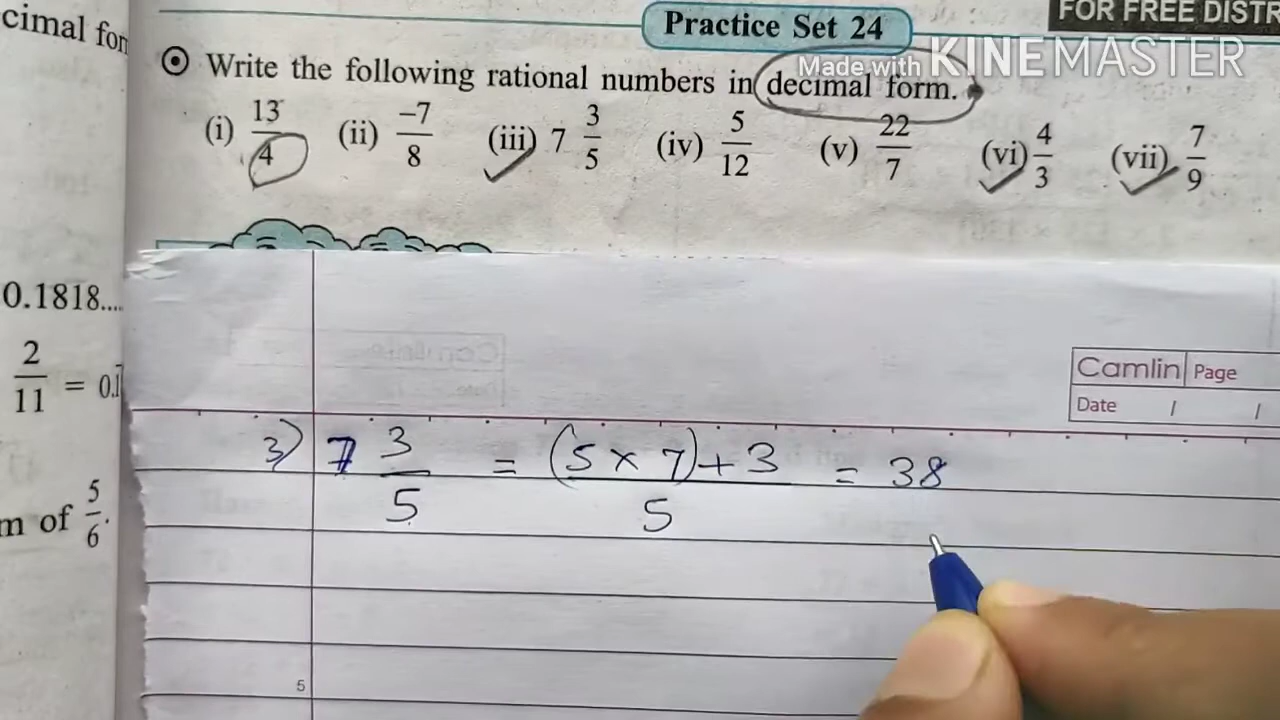 cimal for
Practice Set 24
FOR FREE DISTR
Made with KINEMASTER
Write the following rational numbers in decimal form.
(i) 13/4 (ii) -7/8 (iii) 7 3/5 (iv) 5/12 (v) 22/7 (vi) 4/3 (vii) 7/9
0.1818....
2/11 = 0.1
m of 5/6.
Camlin Page
Date / /
3) 7 3/5 = (5 × 7) + 3 / 5 = 38
5